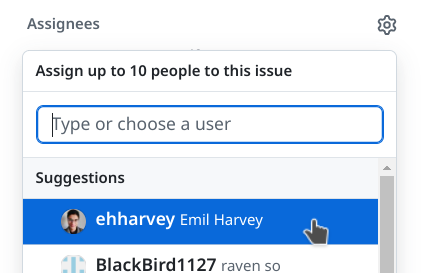 Assignees
Assign up to 10 people to this issue
Type or choose a user
Suggestions
ehharvey Emil Harvey
BlackBird1127 raven so